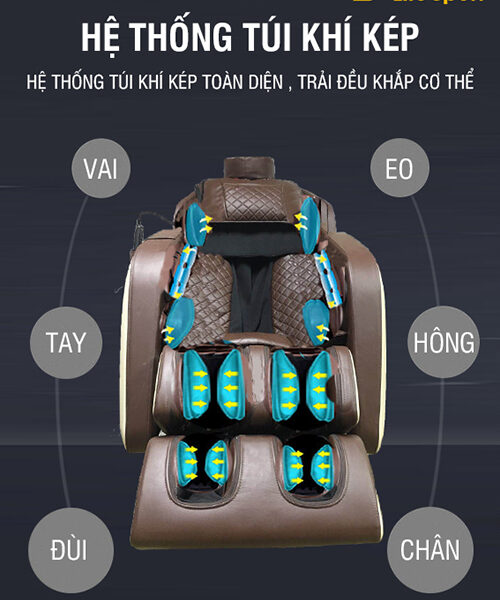 HỆ THỐNG TÚI KHÍ KÉP
HỆ THỐNG TÚI KHÍ KÉP TOÀN DIỆN , TRẢI ĐỀU KHẮP CƠ THỂ
VAI
EO
TAY
HÔNG
ĐÙI
CHÂN